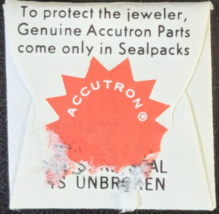 To protect the jeweler,
Genuine Accutron Parts
come only in Sealpacks
ACCUTRON®
IS UNBROKEN